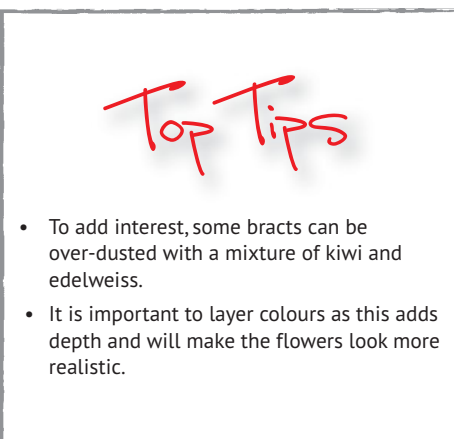 Top Tips
• To add interest, some bracts can be
over-dusted with a mixture of kiwi and
edelweiss.
• It is important to layer colours as this adds
depth and will make the flowers look more
realistic.